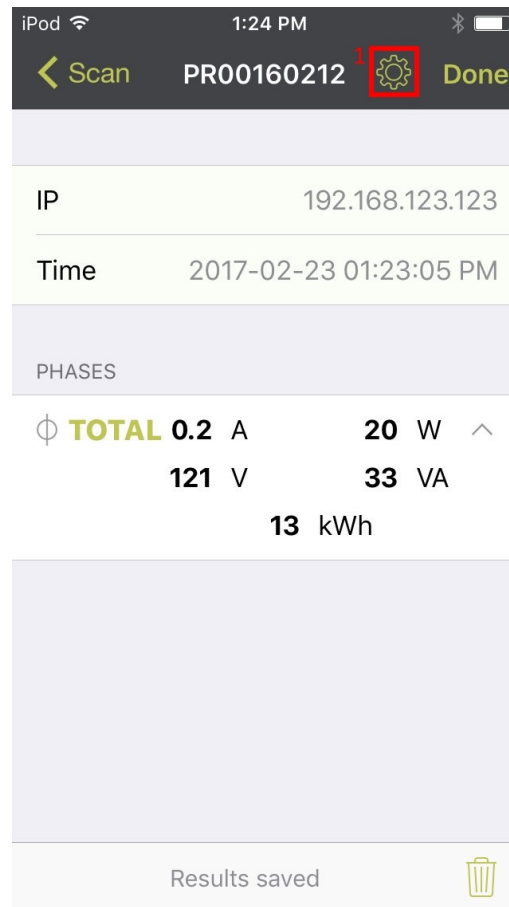 iPod 1:24 PM
Scan PR00160212 1 Done
IP 192.168.123.123
Time 2017-02-23 01:23:05 PM
PHASES
TOTAL 0.2 A 20 W
121 V 33 VA
13 kWh
Results saved